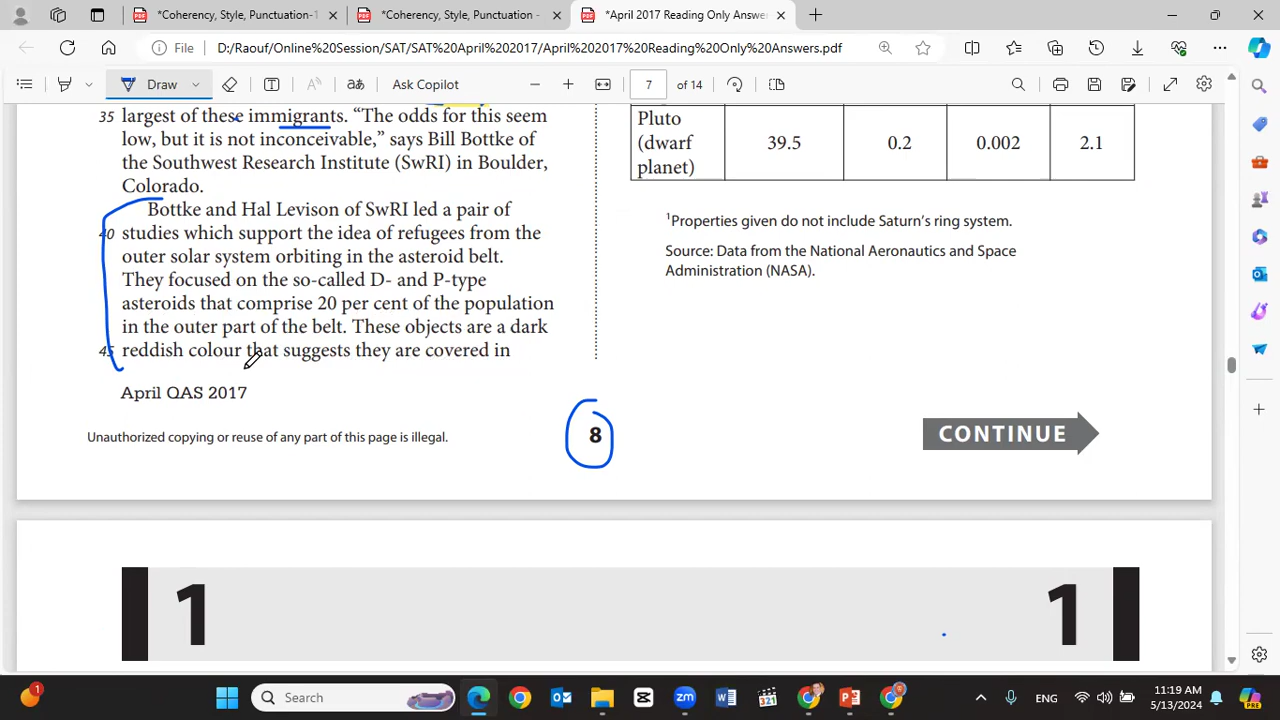 *Coherency, Style, Punctuation-1
*Coherency, Style, Punctuation -
*April 2017 Reading Only Answer
File
D:/Raouf/Online%20Session/SAT/SAT%20April%202017/April%202017%20Reading%20Only%20Answers.pdf
Draw
Ask Copilot
7
of 14
35 largest of these immigrants. “The odds for this seem
low, but it is not inconceivable,” says Bill Bottke of
the Southwest Research Institute (SwRI) in Boulder,
Colorado.
Bottke and Hal Levison of SwRI led a pair of
40 studies which support the idea of refugees from the
outer solar system orbiting in the asteroid belt.
They focused on the so-called D- and P-type
asteroids that comprise 20 per cent of the population
in the outer part of the belt. These objects are a dark
45 reddish colour that suggests they are covered in
April QAS 2017
Unauthorized copying or reuse of any part of this page is illegal.
8
Pluto (dwarf planet) 39.5 0.2 0.002 2.1
1Properties given do not include Saturn’s ring system.
Source: Data from the National Aeronautics and Space
Administration (NASA).
CONTINUE
1
1
1
Search
ENG
11:19 AM
5/13/2024